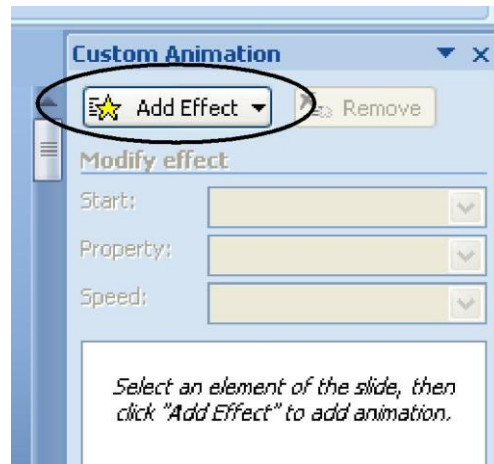 Custom Animation
Add Effect Remove
Modify effect
Start:
Property:
Speed:
Select an element of the slide, then
click "Add Effect" to add animation.